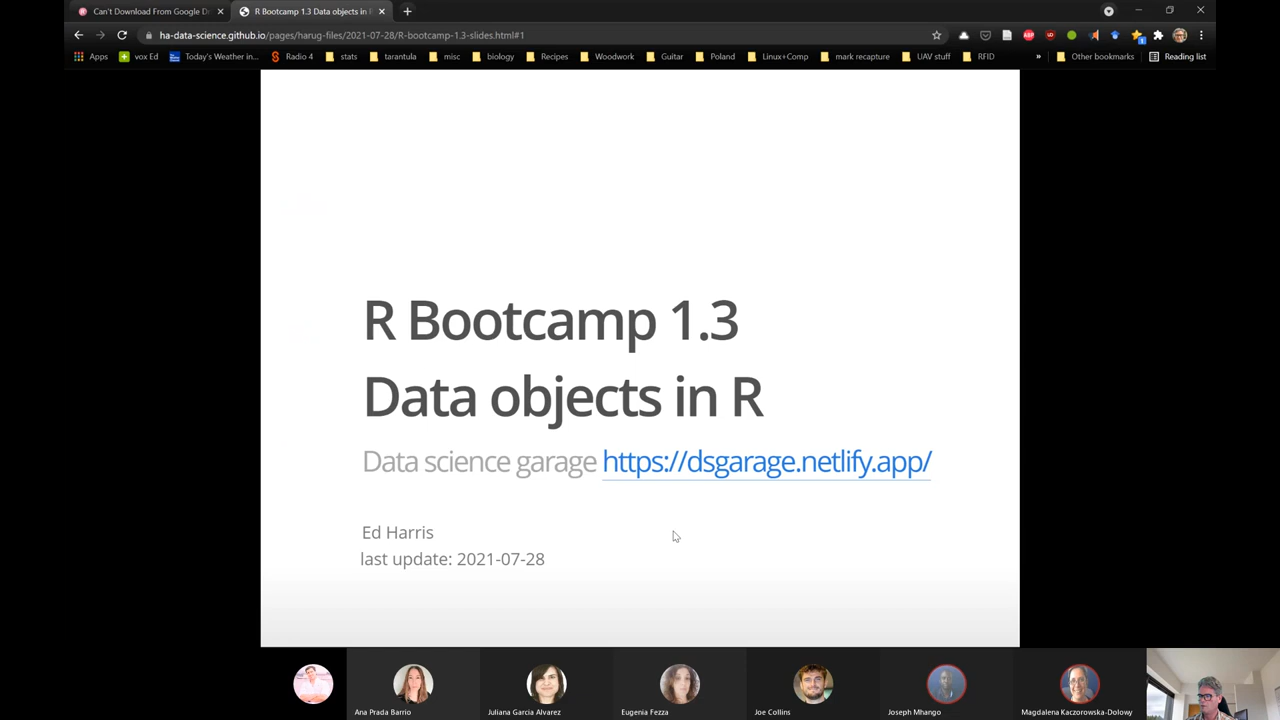 Can't Download From Google Dr
R Bootcamp 1.3 Data objects in R
ha-data-science.github.io/pages/harug-files/2021-07-28/R-bootcamp-1.3-slides.html#1
Apps
vox Ed
Today's Weather in...
Radio 4
stats
tarantula
misc
biology
Recipes
Woodwork
Guitar
Poland
Linux+Comp
mark recapture
UAV stuff
RFID
»
Other bookmarks
Reading list
R Bootcamp 1.3
Data objects in R
Data science garage https://dsgarage.netlify.app/
Ed Harris
last update: 2021-07-28
Ana Prada Barrio
Juliana Garcia Alvarez
Eugenia Fezza
Joe Collins
Joseph Mhango
Magdalena Kaczorowska-Dolowy